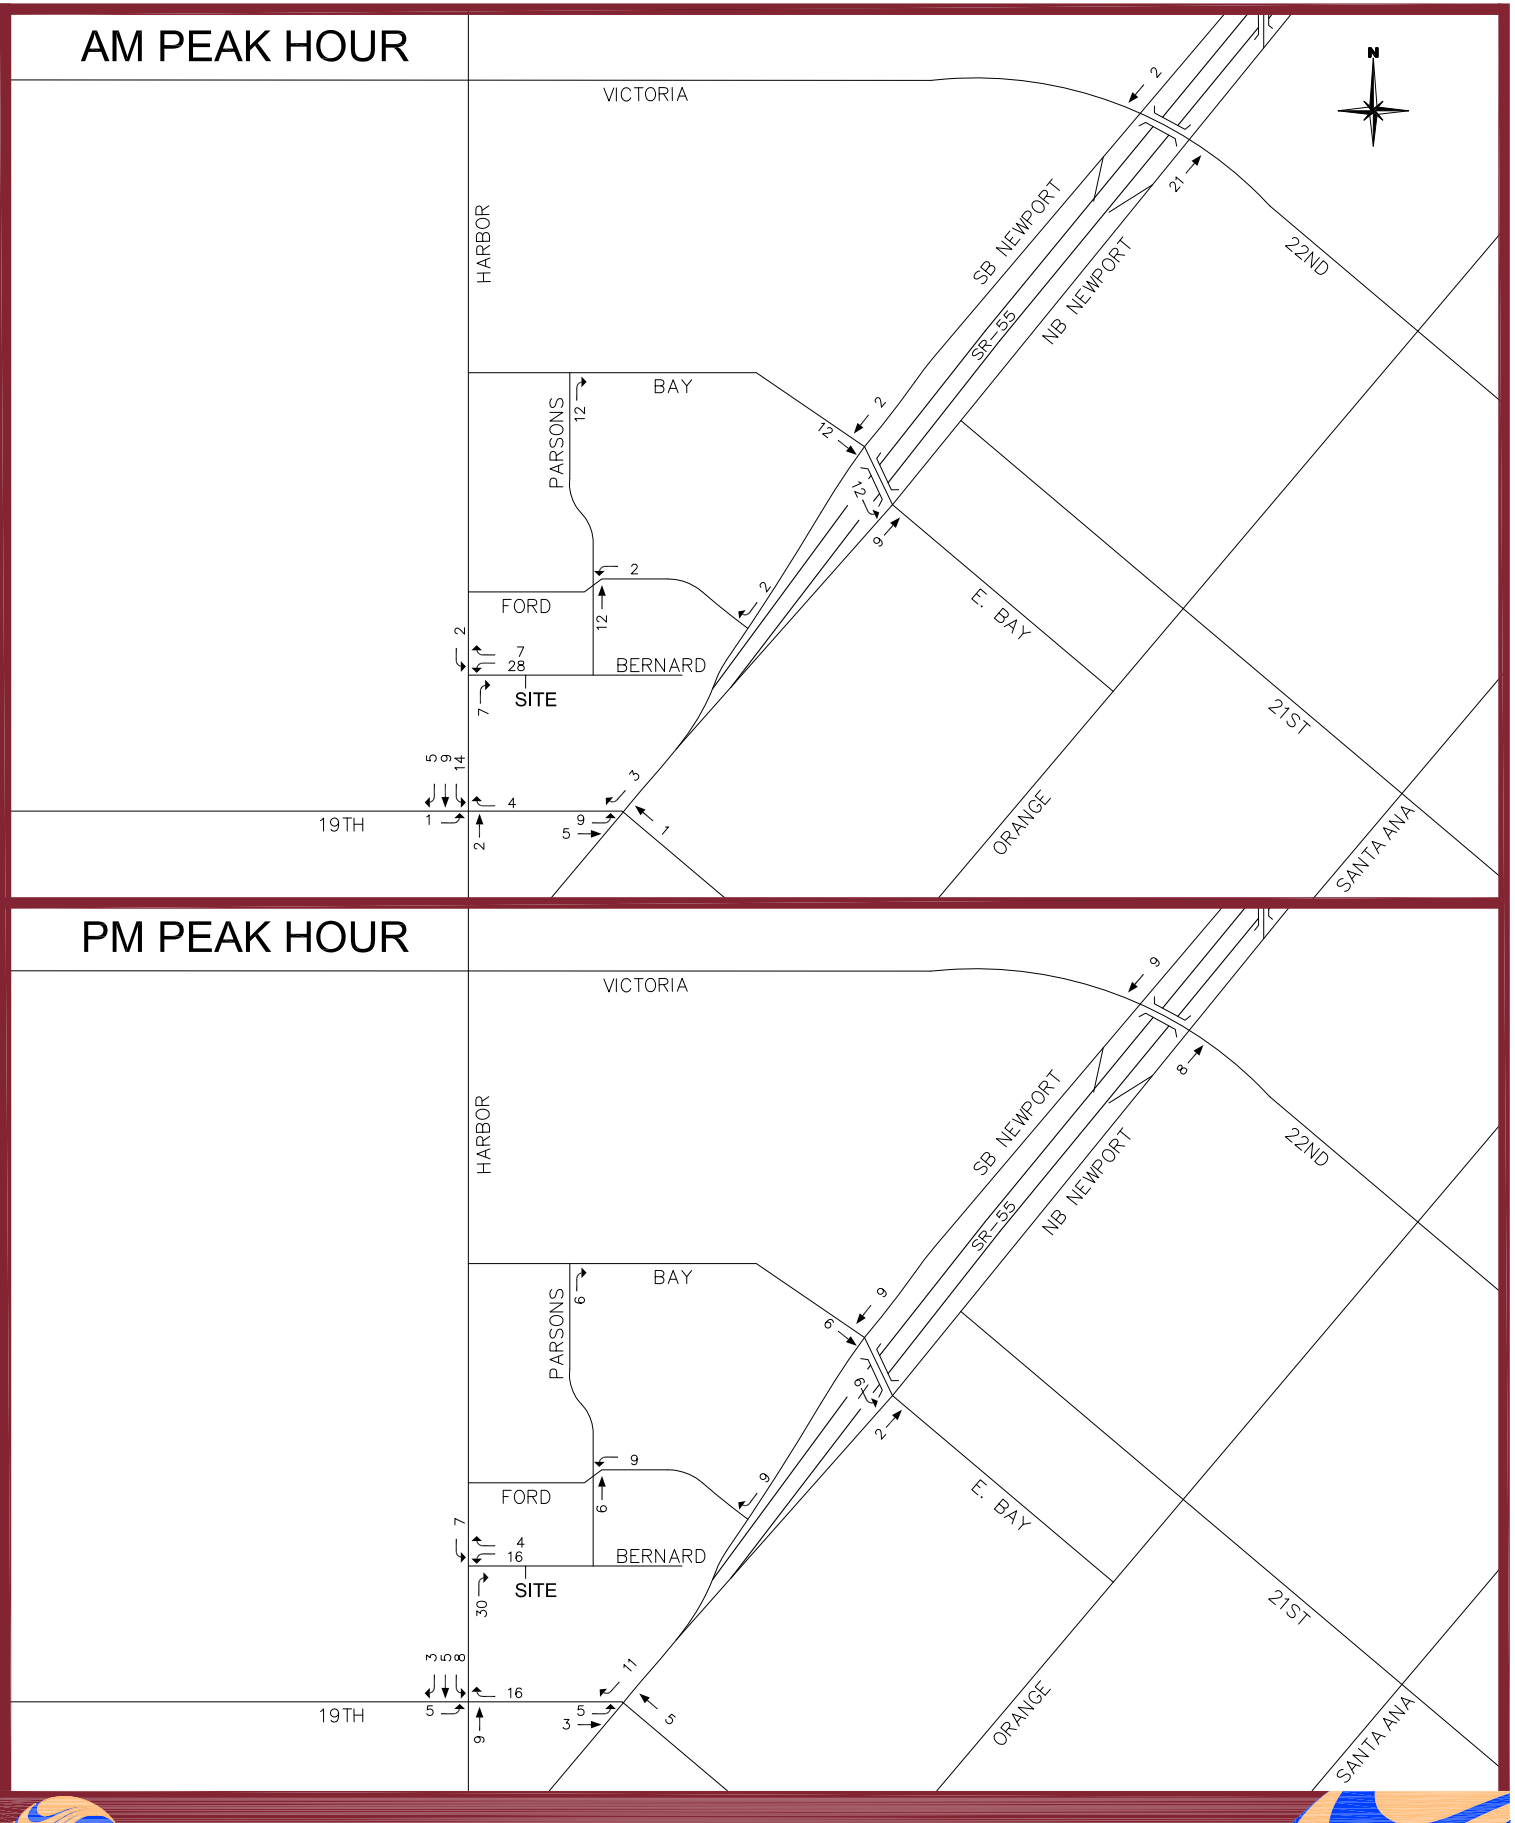 AM PEAK HOUR
N
VICTORIA
2
21
HARBOR
SB NEWPORT
22ND
NB NEWPORT
SR-55
BAY
12
PARSONS
2
12
12
9
2
2
FORD
12
E. BAY
2
7
28
BERNARD
SITE
7
21ST
5
9
14
3
4
1
19TH
9
5
1
2
ORANGE
SANTA ANA
PM PEAK HOUR
VICTORIA
9
8
HARBOR
SB NEWPORT
22ND
NB NEWPORT
SR-55
BAY
6
PARSONS
9
6
6
2
9
9
FORD
6
E. BAY
7
4
16
BERNARD
SITE
30
21ST
3
5
8
11
16
5
19TH
5
3
5
9
ORANGE
SANTA ANA